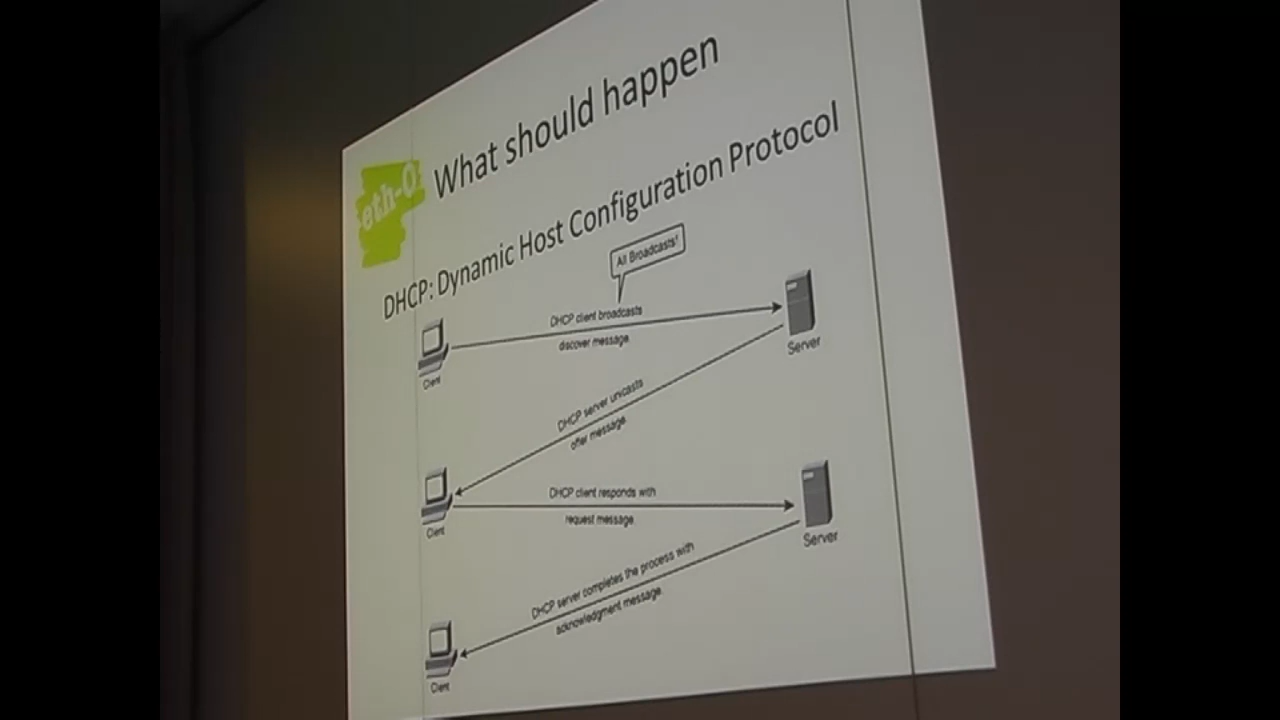 What should happen
eth-0
DHCP: Dynamic Host Configuration Protocol
All Broadcasts!
DHCP client broadcasts
discover message.
Client
Server
DHCP server unicasts
offer message.
Client
DHCP client responds with
request message.
Server
DHCP server completes the process with
acknowledgment message.
Client